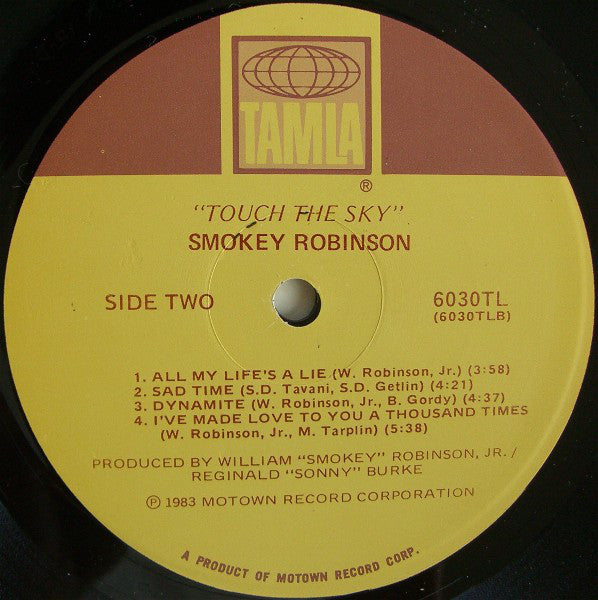 TAMLA
®
"TOUCH THE SKY"
SMOKEY ROBINSON
SIDE TWO
6030TL
(6030TLB)
1. ALL MY LIFE'S A LIE (W. Robinson, Jr.) (3:58)
2. SAD TIME (S.D. Tavani, S.D. Getlin) (4:21)
3. DYNAMITE (W. Robinson, Jr., B. Gordy) (4:37)
4. I'VE MADE LOVE TO YOU A THOUSAND TIMES
(W. Robinson, Jr., M. Tarplin) (5:38)
PRODUCED BY WILLIAM "SMOKEY" ROBINSON, JR./
REGINALD "SONNY" BURKE
℗ 1983 MOTOWN RECORD CORPORATION
A PRODUCT OF MOTOWN RECORD CORP.